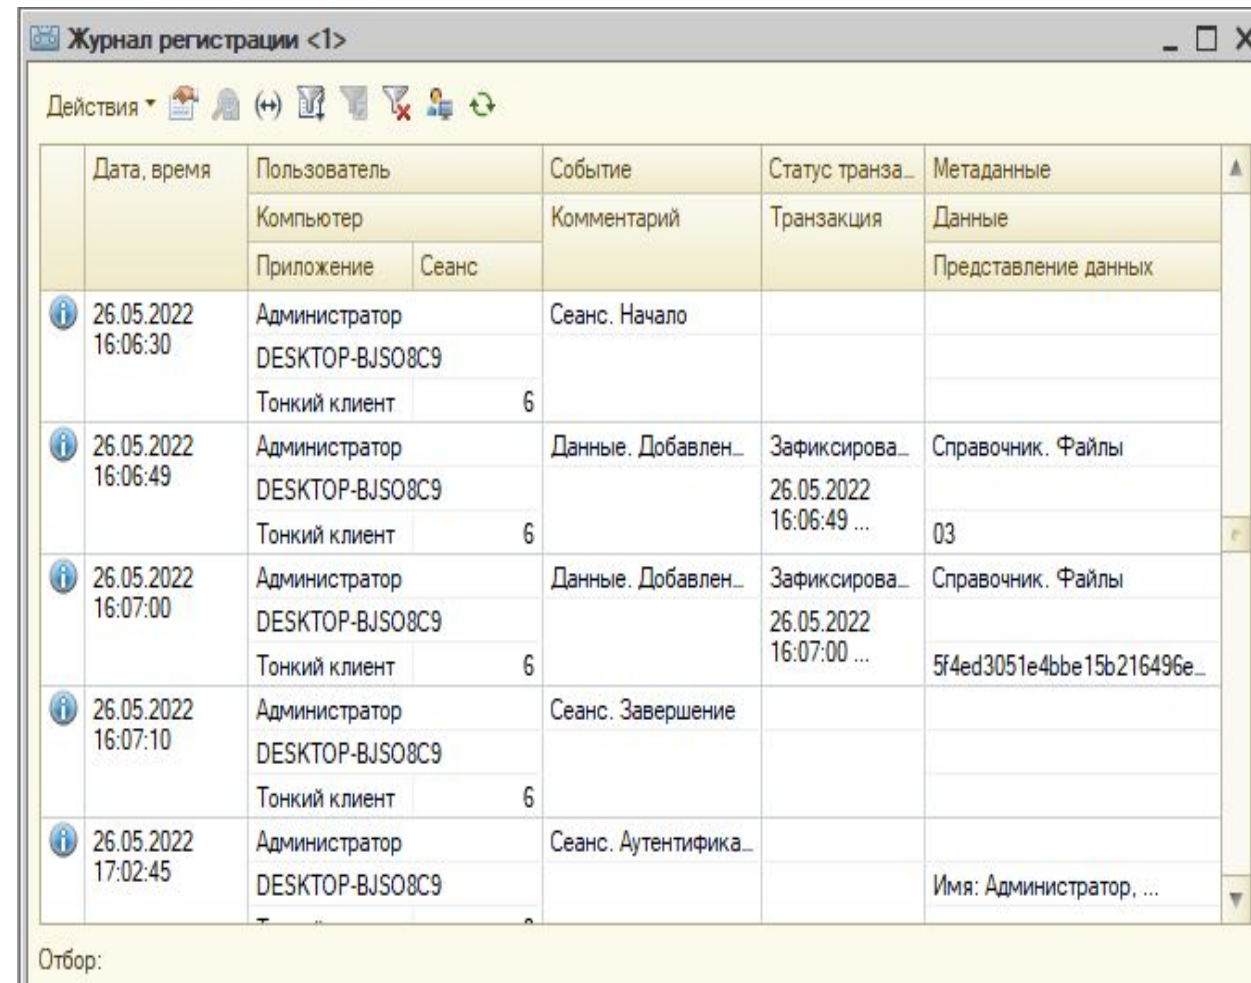 Журнал регистрации <1>
Действия
Дата, время Пользователь Событие Статус транза... Метаданные
Компьютер Комментарий Транзакция Данные
Приложение Сеанс Представление данных
26.05.2022 Администратор Сеанс. Начало
16:06:30 DESKTOP-BJSO8C9
Тонкий клиент 6
26.05.2022 Администратор Данные. Добавлен... Зафиксирова... Справочник. Файлы
16:06:49 DESKTOP-BJSO8C9 26.05.2022
16:06:49 ...
Тонкий клиент 6 03
26.05.2022 Администратор Данные. Добавлен... Зафиксирова... Справочник. Файлы
16:07:00 DESKTOP-BJSO8C9 26.05.2022
16:07:00 ...
Тонкий клиент 6 5f4ed3051e4bbe15b216496e...
26.05.2022 Администратор Сеанс. Завершение
16:07:10 DESKTOP-BJSO8C9
Тонкий клиент 6
26.05.2022 Администратор Сеанс. Аутентифика...
17:02:45 DESKTOP-BJSO8C9 Имя: Администратор, ...
Отбор: